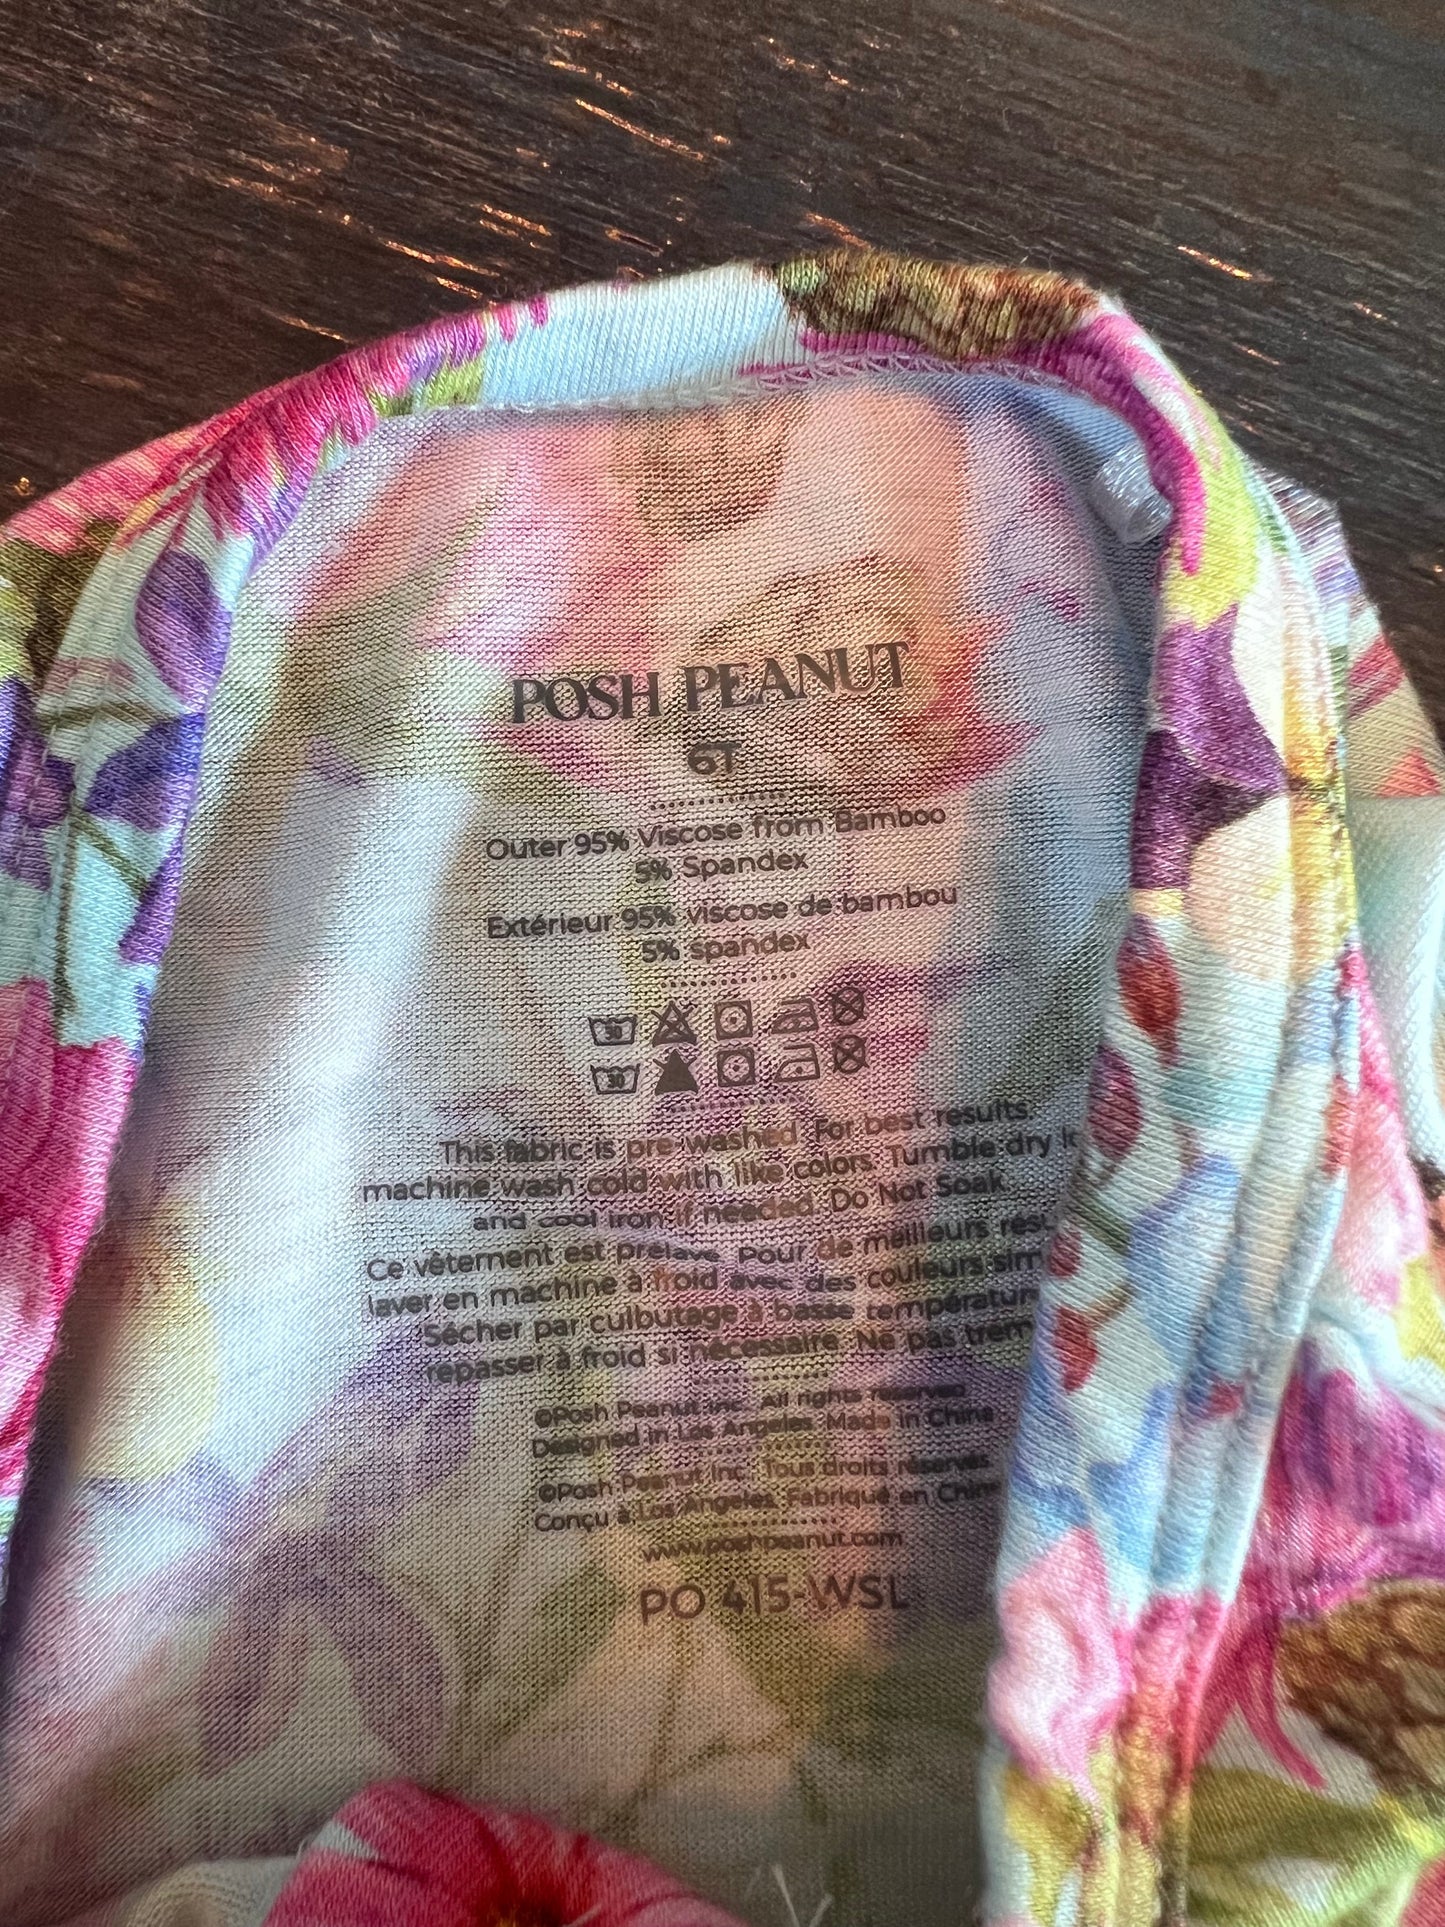 POSH PEANUT
6T
Outer 95% Viscose from Bamboo
5% Spandex
Extérieur 95% viscose de bambou
5% spandex
30
30
This fabric is pre-washed. For best results,
machine wash cold with like colors. Tumble dry
and cool iron if needed. Do Not Soak.
Ce vêtement est prélavé. Pour de meilleurs
laver en machine à froid avec des couleurs
Sécher par culbutage à basse
repasser à froid si nécessaire. Ne pas
©Posh Peanut Inc. All rights reserved
Designed in Los Angeles. Made in China
©Posh Peanut Inc. Tous droits réservés
Conçu à Los Angeles. Fabriqué en
www.poshpeanut.com
PO 415-WSL